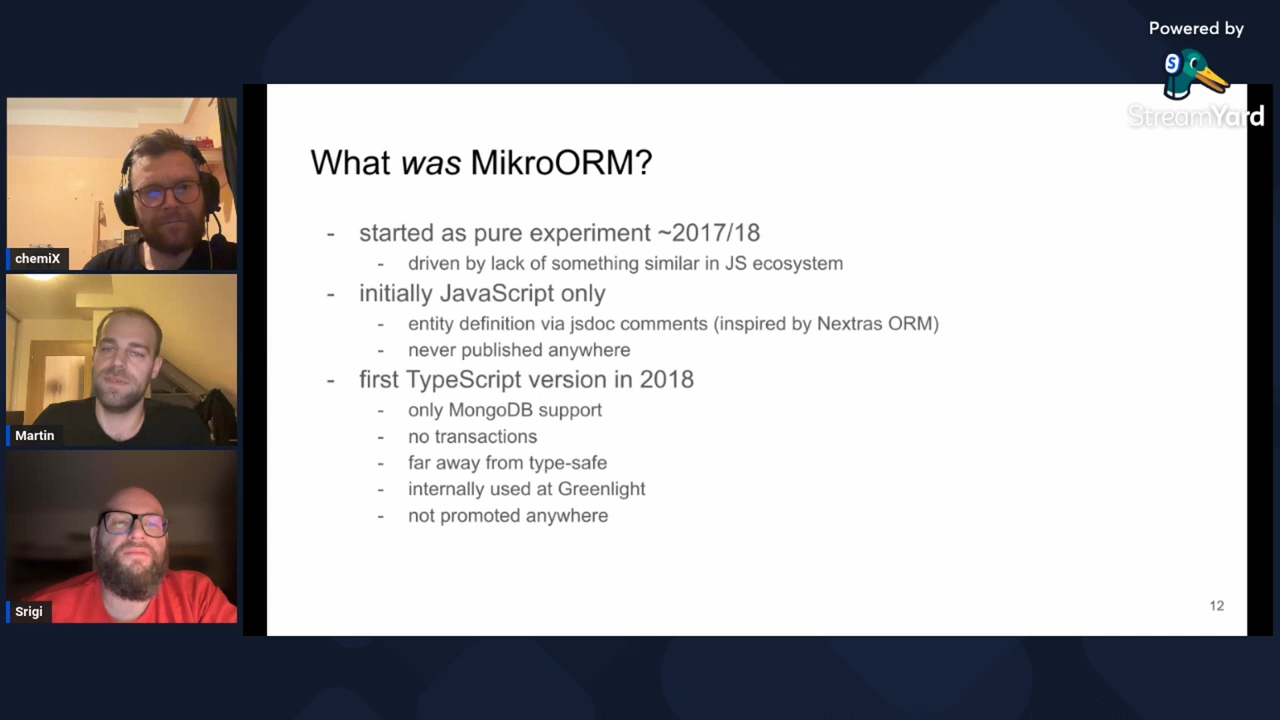 Powered by
S
StreamYard
What was MikroORM?
- started as pure experiment ~2017/18
- driven by lack of something similar in JS ecosystem
- initially JavaScript only
- entity definition via jsdoc comments (inspired by Nextras ORM)
- never published anywhere
- first TypeScript version in 2018
- only MongoDB support
- no transactions
- far away from type-safe
- internally used at Greenlight
- not promoted anywhere
12
chemiX
Martin
Srigi